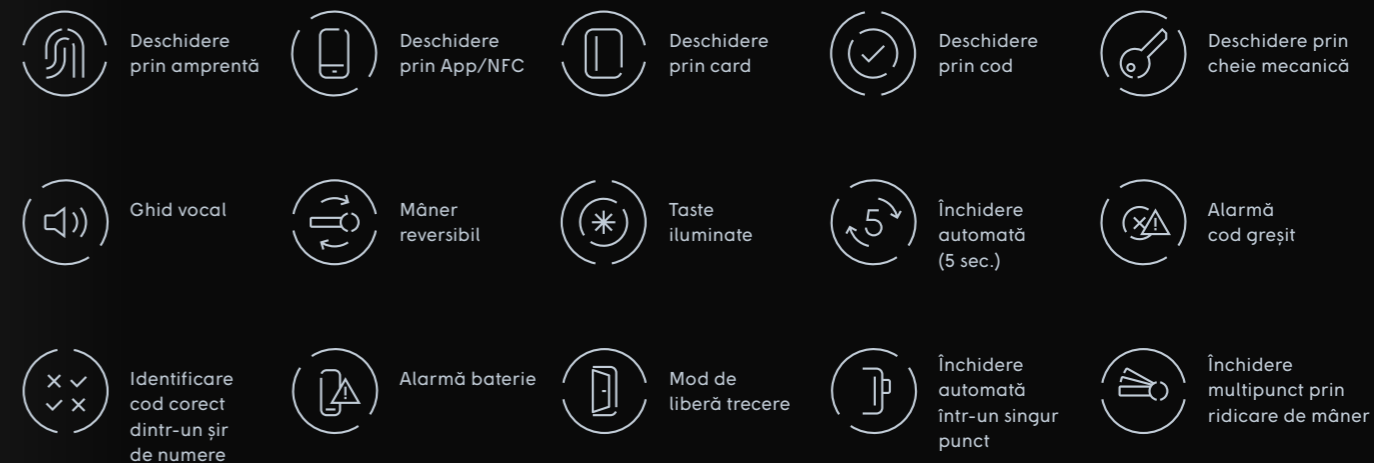 Deschidere
prin amprentă
Deschidere
prin App/NFC
Deschidere
prin card
Deschidere
prin cod
Deschidere prin
cheie mecanică
Ghid vocal
Mâner
reversibil
Taste
iluminate
5
Închidere
automată
(5 sec.)
Alarmă
cod greșit
Identificare
cod corect
dintr-un șir
de numere
Alarmă baterie
Mod de
liberă trecere
Închidere
automată
într-un singur
punct
Închidere
multipunct prin
ridicare de mâner